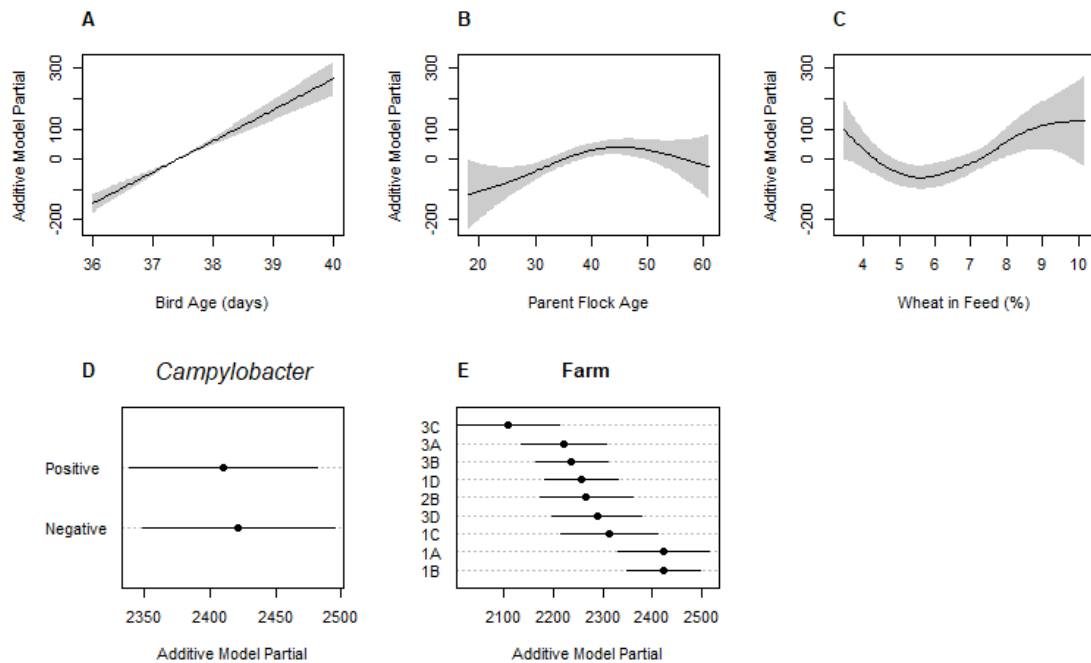 A
Additive Model Partial
300
100
0
-200
36 37 38 39 40
Bird Age (days)
B
Additive Model Partial
300
100
0
-200
20 30 40 50 60
Parent Flock Age
C
Additive Model Partial
300
100
0
-200
4 5 6 7 8 9 10
Wheat in Feed (%)
D Campylobacter
Positive
Negative
2350 2400 2450 2500
Additive Model Partial
E Farm
3C
3A
3B
1D
2B
3D
1C
1A
1B
2100 2200 2300 2400 2500
Additive Model Partial